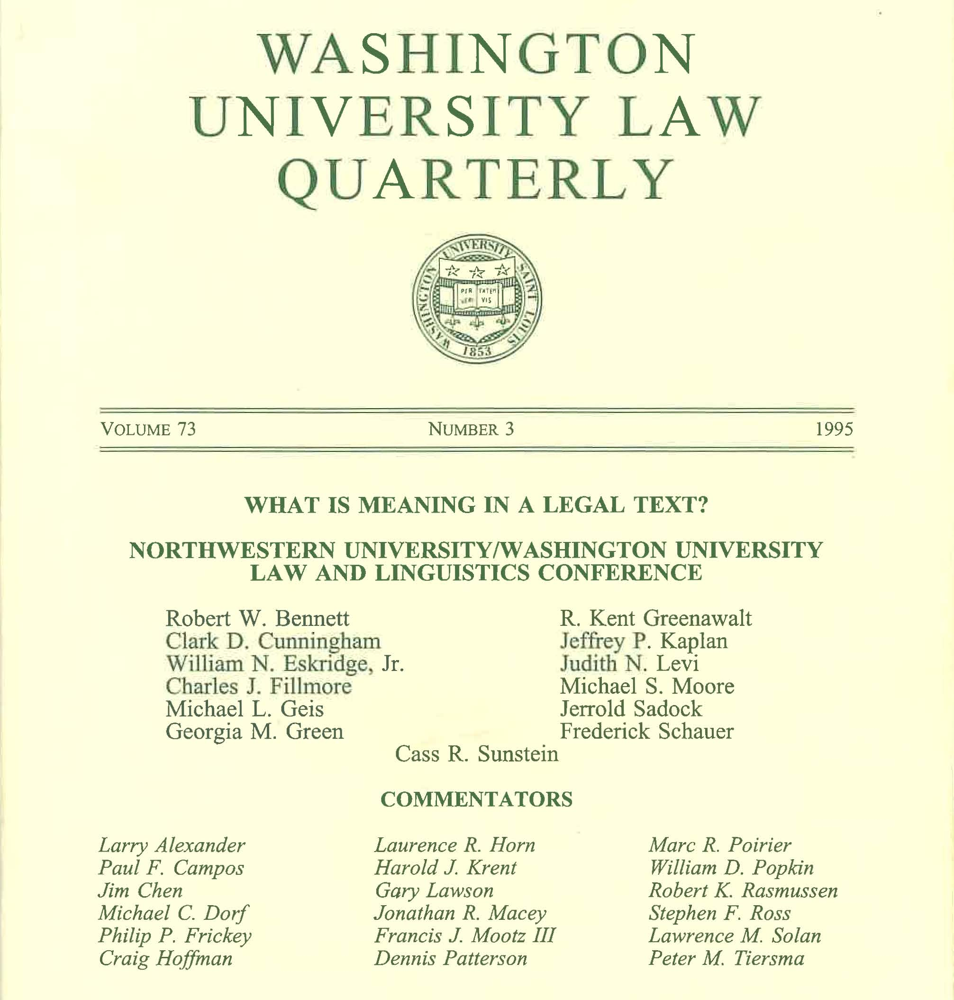 WASHINGTON
UNIVERSITY LAW
QUARTERLY
WASHINGTON UNIVERSITY SAINT LOUIS
PER TATEM
VERI VIS
1853
VOLUME 73 NUMBER 3 1995
WHAT IS MEANING IN A LEGAL TEXT?
NORTHWESTERN UNIVERSITY/WASHINGTON UNIVERSITY
LAW AND LINGUISTICS CONFERENCE
Robert W. Bennett
Clark D. Cunningham
William N. Eskridge, Jr.
Charles J. Fillmore
Michael L. Geis
Georgia M. Green
R. Kent Greenawalt
Jeffrey P. Kaplan
Judith N. Levi
Michael S. Moore
Jerrold Sadock
Frederick Schauer
Cass R. Sunstein
COMMENTATORS
Larry Alexander
Paul F. Campos
Jim Chen
Michael C. Dorf
Philip P. Frickey
Craig Hoffman
Laurence R. Horn
Harold J. Krent
Gary Lawson
Jonathan R. Macey
Francis J. Mootz III
Dennis Patterson
Marc R. Poirier
William D. Popkin
Robert K. Rasmussen
Stephen F. Ross
Lawrence M. Solan
Peter M. Tiersma